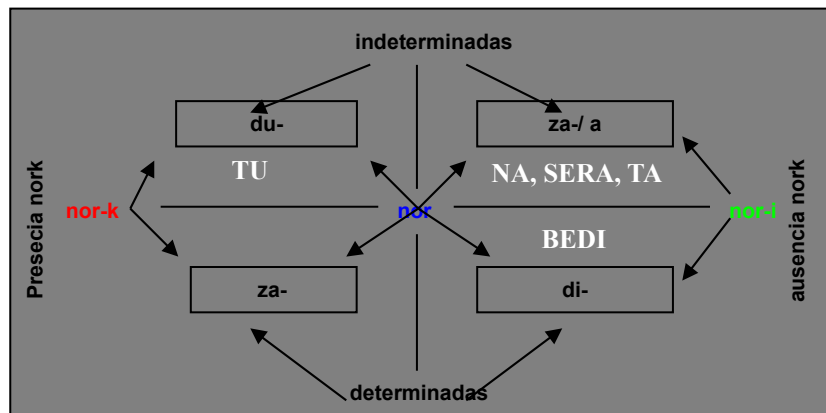 indeterminadas
du-
za-/ a
TU
NA, SERA, TA
Presecia nork
nor-k
nor
nor-i
ausencia nork
BEDI
za-
di-
determinadas